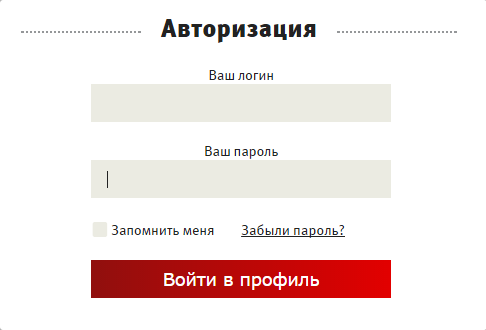 Авторизация
Ваш логин
Ваш пароль
Запомнить меня Забыли пароль?
Войти в профиль